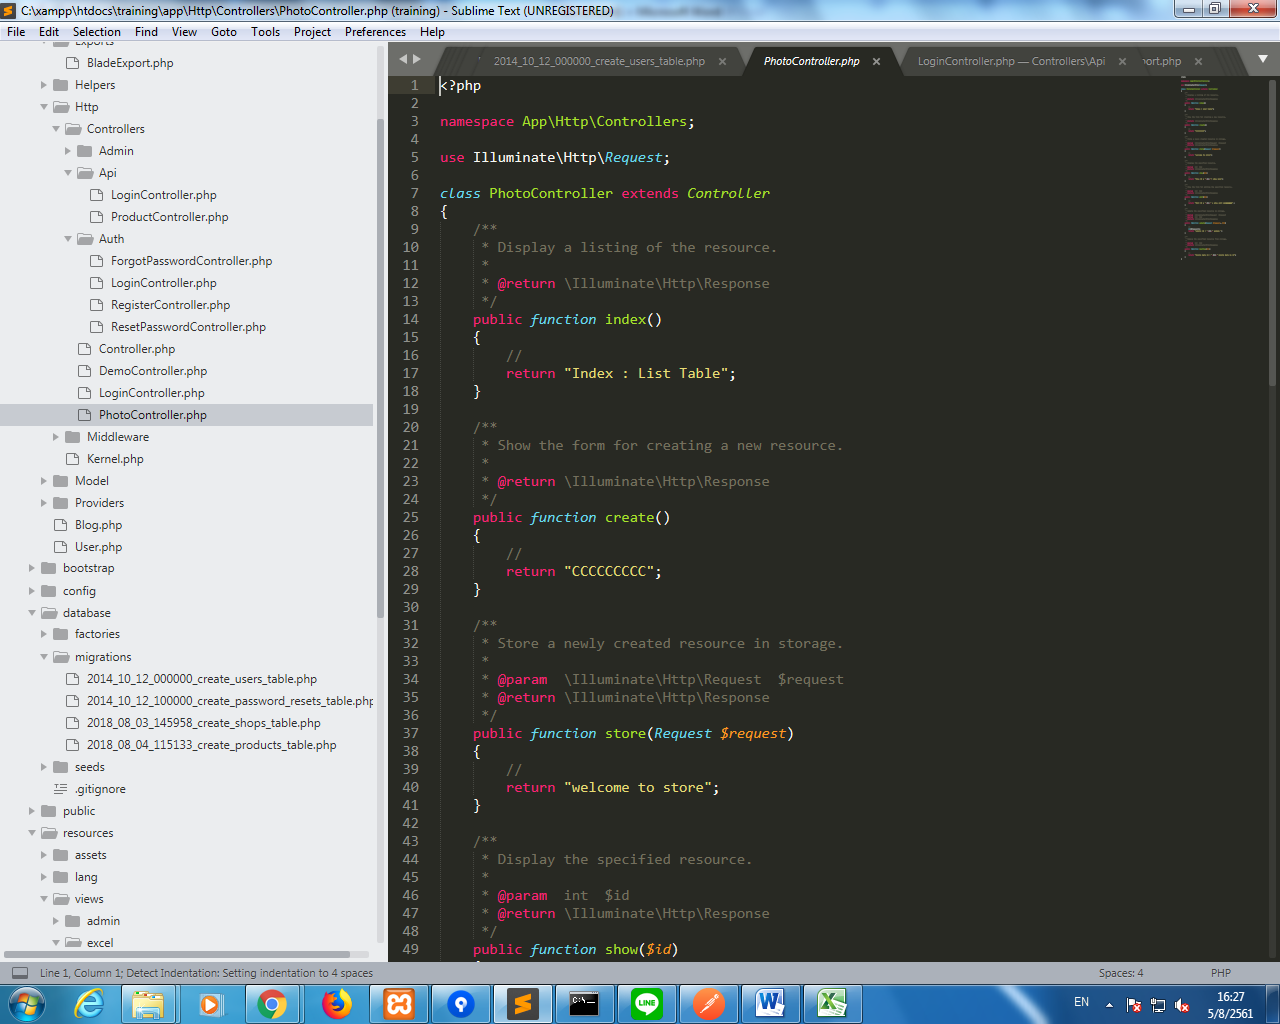 C:\xampp\htdocs\training\app\Http\Controllers\PhotoController.php (training) - Sublime Text (UNREGISTERED)
File Edit Selection Find View Goto Tools Project Preferences Help
Exports
BladeExport.php
Helpers
Http
Controllers
Admin
Api
LoginController.php
ProductController.php
Auth
ForgotPasswordController.php
LoginController.php
RegisterController.php
ResetPasswordController.php
Controller.php
DemoController.php
LoginController.php
PhotoController.php
Middleware
Kernel.php
Model
Providers
Blog.php
User.php
bootstrap
config
database
factories
migrations
2014_10_12_000000_create_users_table.php
2014_10_12_100000_create_password_resets_table.php
2018_08_03_145958_create_shops_table.php
2018_08_04_115133_create_products_table.php
seeds
.gitignore
public
resources
assets
lang
views
admin
excel
2014_10_12_000000_create_users_table.php PhotoController.php LoginController.php — Controllers\Api ort.php
1 <?php
2
3 namespace App\Http\Controllers;
4
5 use Illuminate\Http\Request;
6
7 class PhotoController extends Controller
8 {
9 /**
10 * Display a listing of the resource.
11 *
12 * @return \Illuminate\Http\Response
13 */
14 public function index()
15 {
16 //
17 return "Index : List Table";
18 }
19
20 /**
21 * Show the form for creating a new resource.
22 *
23 * @return \Illuminate\Http\Response
24 */
25 public function create()
26 {
27 //
28 return "CCCCCCCCC";
29 }
30
31 /**
32 * Store a newly created resource in storage.
33 *
34 * @param \Illuminate\Http\Request $request
35 * @return \Illuminate\Http\Response
36 */
37 public function store(Request $request)
38 {
39 //
40 return "welcome to store";
41 }
42
43 /**
44 * Display the specified resource.
45 *
46 * @param int $id
47 * @return \Illuminate\Http\Response
48 */
49 public function show($id)
Line 1, Column 1; Detect Indentation: Setting indentation to 4 spaces Spaces: 4 PHP
EN 16:27
5/8/2561